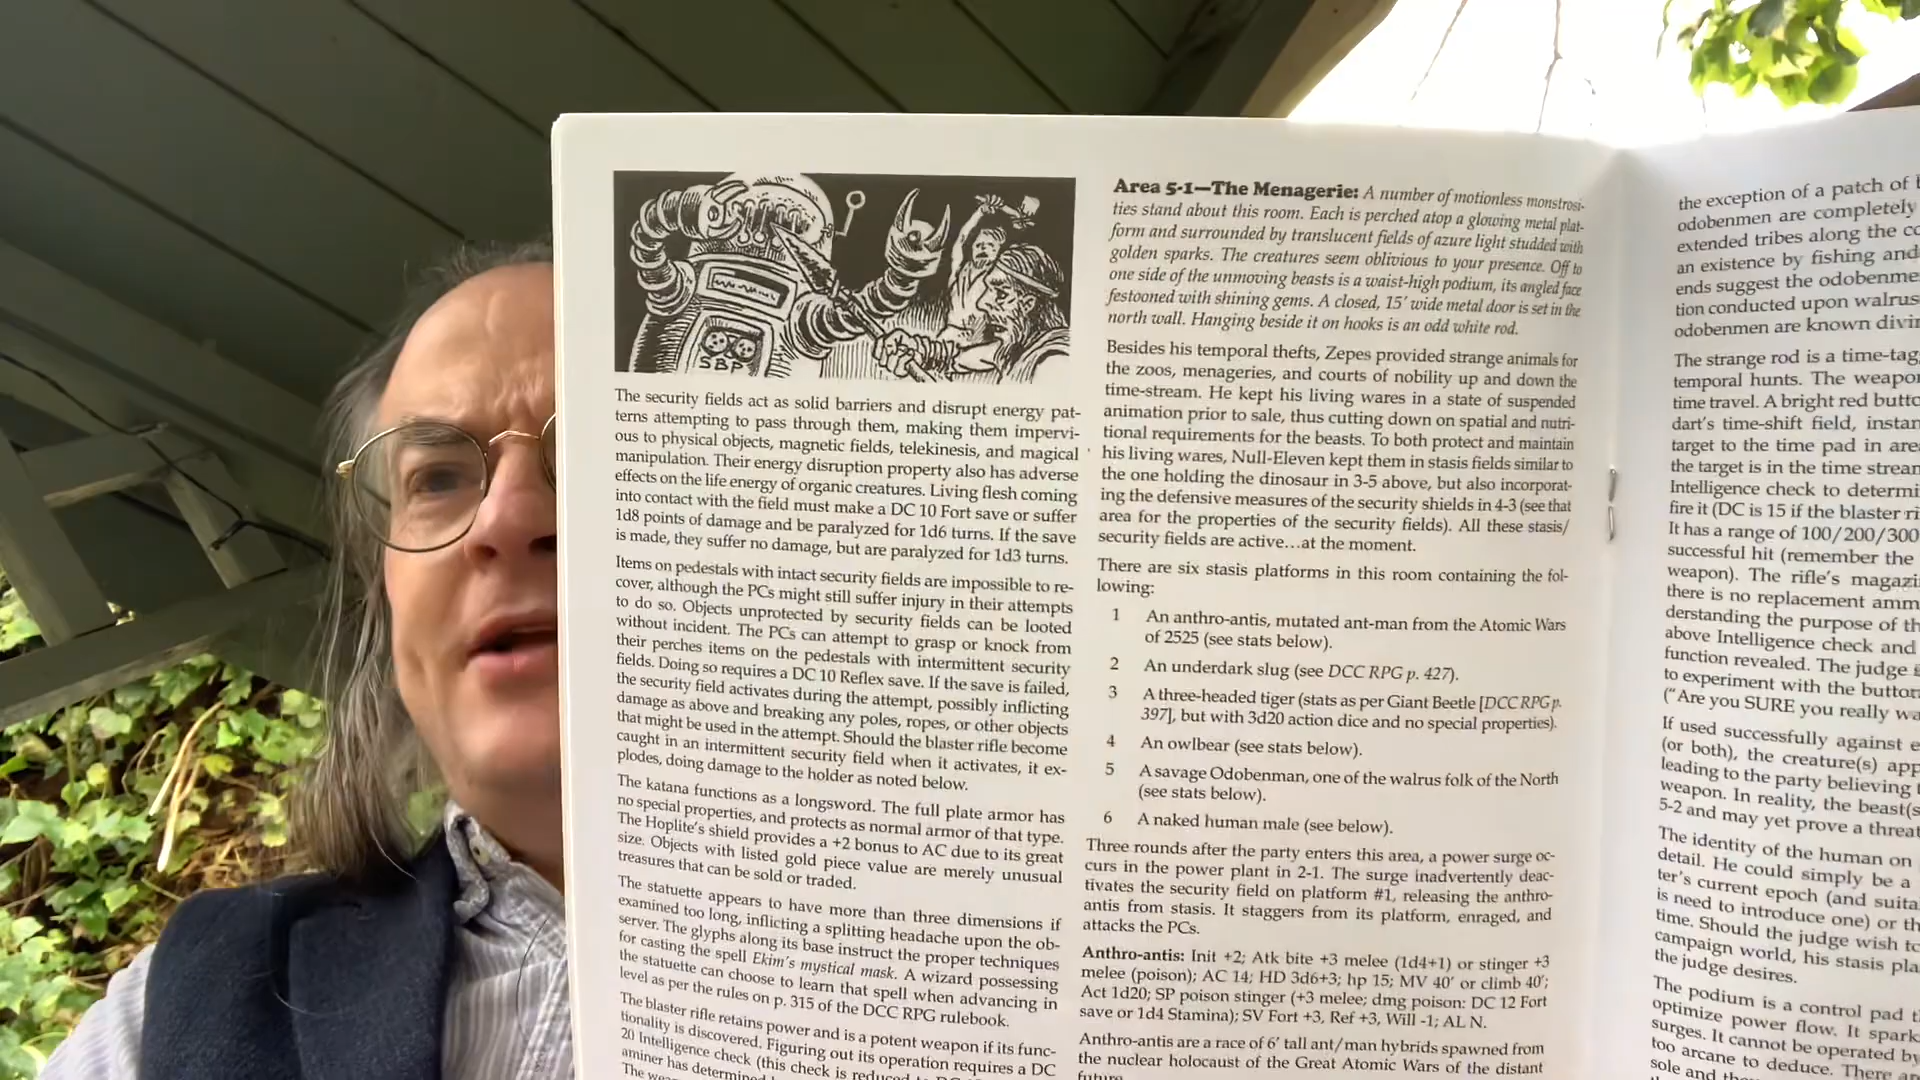 SBP
The security fields act as solid barriers and disrupt energy pat-
terns attempting to pass through them, making them impervi-
ous to physical objects, magnetic fields, telekinesis, and magical
manipulation. Their energy disruption property also has adverse
effects on the life energy of organic creatures. Living flesh coming
into contact with the field must make a DC 10 Fort save or suffer
1d8 points of damage and be paralyzed for 1d6 turns. If the save
is made, they suffer no damage, but are paralyzed for 1d3 turns.
Items on pedestals with intact security fields are impossible to re-
cover, although the PCs might still suffer injury in their attempts
to do so. Objects unprotected by security fields can be looted
without incident. The PCs can attempt to grasp or knock from
their perches items on the pedestals with intermittent security
fields. Doing so requires a DC 10 Reflex save. If the save is failed,
the security field activates during the attempt, possibly inflicting
damage as above and breaking any poles, ropes, or other objects
that might be used in the attempt. Should the blaster rifle become
caught in an intermittent security field when it activates, it ex-
plodes, doing damage to the holder as noted below.
The katana functions as a longsword. The full plate armor has
no special properties, and protects as normal armor of that type.
The Hoplite's shield provides a +2 bonus to AC due to its great
size. Objects with listed gold piece value are merely unusual
treasures that can be sold or traded.
The statuette appears to have more than three dimensions if
examined too long, inflicting a splitting headache upon the ob-
server. The glyphs along its base instruct the proper techniques
for casting the spell Ekim's mystical mask. A wizard possessing
the statuette can choose to learn that spell when advancing in
level as per the rules on p. 315 of the DCC RPG rulebook.
The blaster rifle retains power and is a potent weapon if its func-
tionality is discovered. Figuring out its operation requires a DC
20 Intelligence check (this check is reduced
aminer has determined
The
Area 5-1—The Menagerie: A number of motionless monstrosi-
ties stand about this room. Each is perched atop a glowing metal plat-
form and surrounded by translucent fields of azure light studded with
golden sparks. The creatures seem oblivious to your presence. Off to
one side of the unmoving beasts is a waist-high podium, its angled face
festooned with shining gems. A closed, 15' wide metal door is set in the
north wall. Hanging beside it on hooks is an odd white rod.
Besides his temporal thefts, Zepes provided strange animals for
the zoos, menageries, and courts of nobility up and down the
time-stream. He kept his living wares in a state of suspended
animation prior to sale, thus cutting down on spatial and nutri-
tional requirements for the beasts. To both protect and maintain
his living wares, Null-Eleven kept them in stasis fields similar to
the one holding the dinosaur in 3-5 above, but also incorporat-
ing the defensive measures of the security shields in 4-3 (see that
area for the properties of the security fields). All these stasis/
security fields are active...at the moment.
There are six stasis platforms in this room containing the fol-
lowing:
1 An anthro-antis, mutated ant-man from the Atomic Wars
of 2525 (see stats below).
2 An underdark slug (see DCC RPG p. 427).
3 A three-headed tiger (stats as per Giant Beetle [DCC RPG p.
397], but with 3d20 action dice and no special properties).
4 An owlbear (see stats below).
5 A savage Odobenman, one of the walrus folk of the North
(see stats below).
6 A naked human male (see below).
Three rounds after the party enters this area, a power surge oc-
curs in the power plant in 2-1. The surge inadvertently deac-
tivates the security field on platform #1, releasing the anthro-
antis from stasis. It staggers from its platform, enraged, and
attacks the PCs.
Anthro-antis: Init +2; Atk bite +3 melee (1d4+1) or stinger +3
melee (poison); AC 14; HD 3d6+3; hp 15; MV 40' or climb 40';
Act 1d20; SP poison stinger (+3 melee; dmg poison: DC 12 Fort
save or 1d4 Stamina); SV Fort +3, Ref +3, Will -1; AL N.
Anthro-antis are a race of 6' tall ant/man hybrids spawned from
the nuclear holocaust of the Great Atomic Wars of the distant
future.
the exception of a patch of
odobenmen are completely
extended tribes along the
an existence by fishing and
ends suggest the
tion conducted upon
odobenmen are known
The strange rod is a
temporal hunts. The
time travel. A bright red
dart's time-shift field,
target to the time pad in
the target is in the time
Intelligence check to
fire it (DC is 15 if the blaster
It has a range of 100/200/300
successful hit (remember the
weapon). The rifle's
there is no replacement
derstanding the purpose of
above Intelligence check and
function revealed. The judge
to experiment with the
("Are you SURE you really
If used successfully against
(or both), the creature(s)
leading to the party believing
weapon. In reality, the
5-2 and may yet prove a
The identity of the human on
detail. He could simply be a
ter's current epoch (and
is need to introduce one) or
time. Should the judge wish
campaign world, his stasis
the judge desires.
The podium is a control pad
optimize power flow. It
surges. It cannot be operated
too arcane to deduce. There
sole and